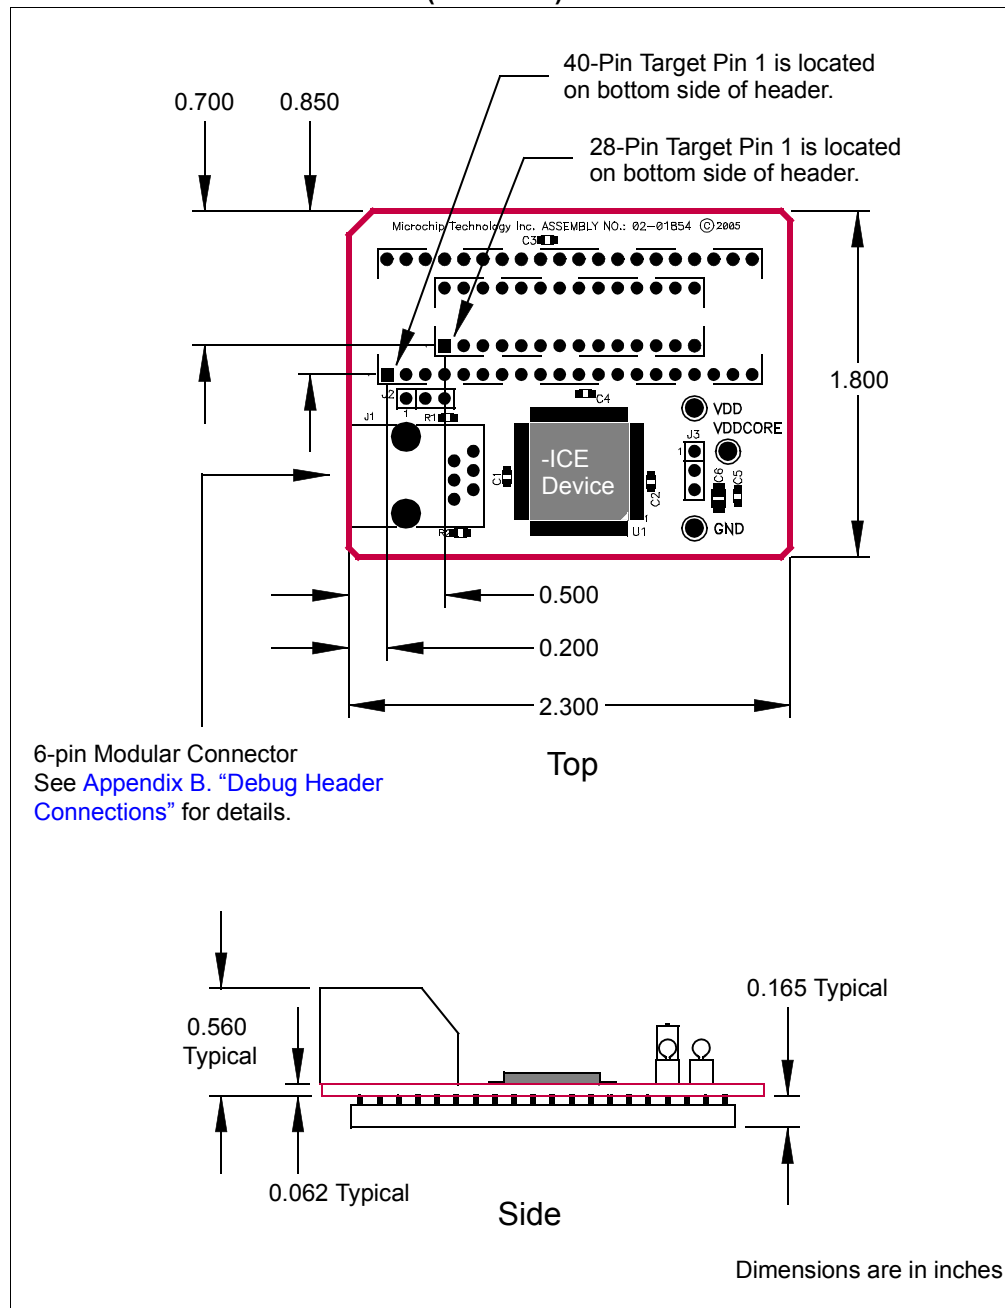 40-Pin Target Pin 1 is located
on bottom side of header.
0.700
0.850
28-Pin Target Pin 1 is located
on bottom side of header.
Microchip Technology Inc. ASSEMBLY NO.: 02-01854 ©2005
C3
1.800
J2
1
J1
R1
C4
VDD
VDDCORE
J3
1
-ICE
Device
C1
C2
C6
C5
R2
1
U1
GND
0.500
0.200
2.300
6-pin Modular Connector
See Appendix B. “Debug Header
Connections” for details.
Top
0.165 Typical
0.560
Typical
0.062 Typical
Side
Dimensions are in inches